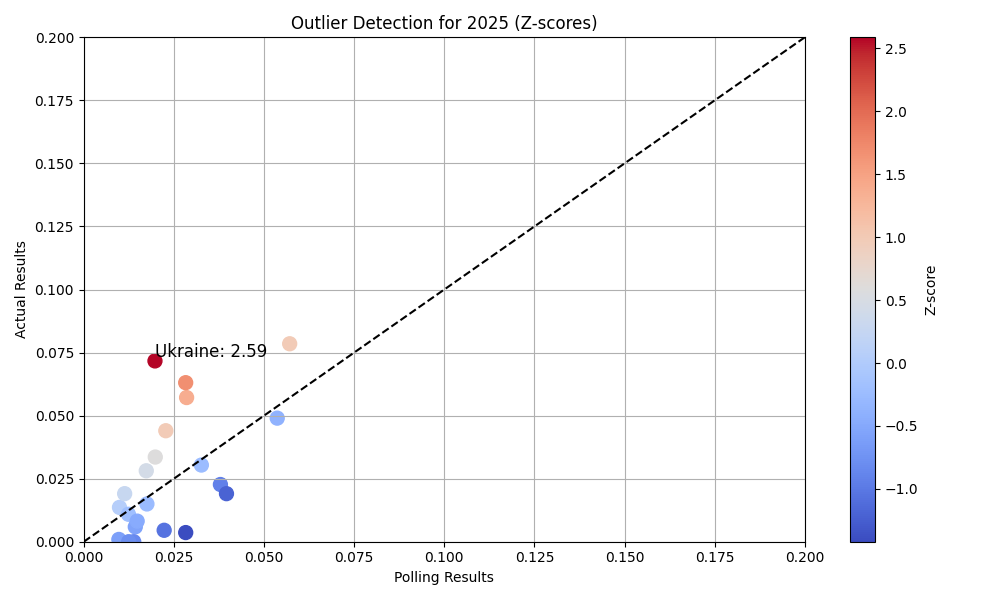 Outlier Detection for 2025 (Z-scores)
0.200
0.175
0.150
0.125
0.100
0.075
0.050
0.025
0.000
Actual Results
Ukraine: 2.59
0.000 0.025 0.050 0.075 0.100 0.125 0.150 0.175 0.200
Polling Results
2.5
2.0
1.5
1.0
0.5
0.0
−0.5
−1.0
Z-score